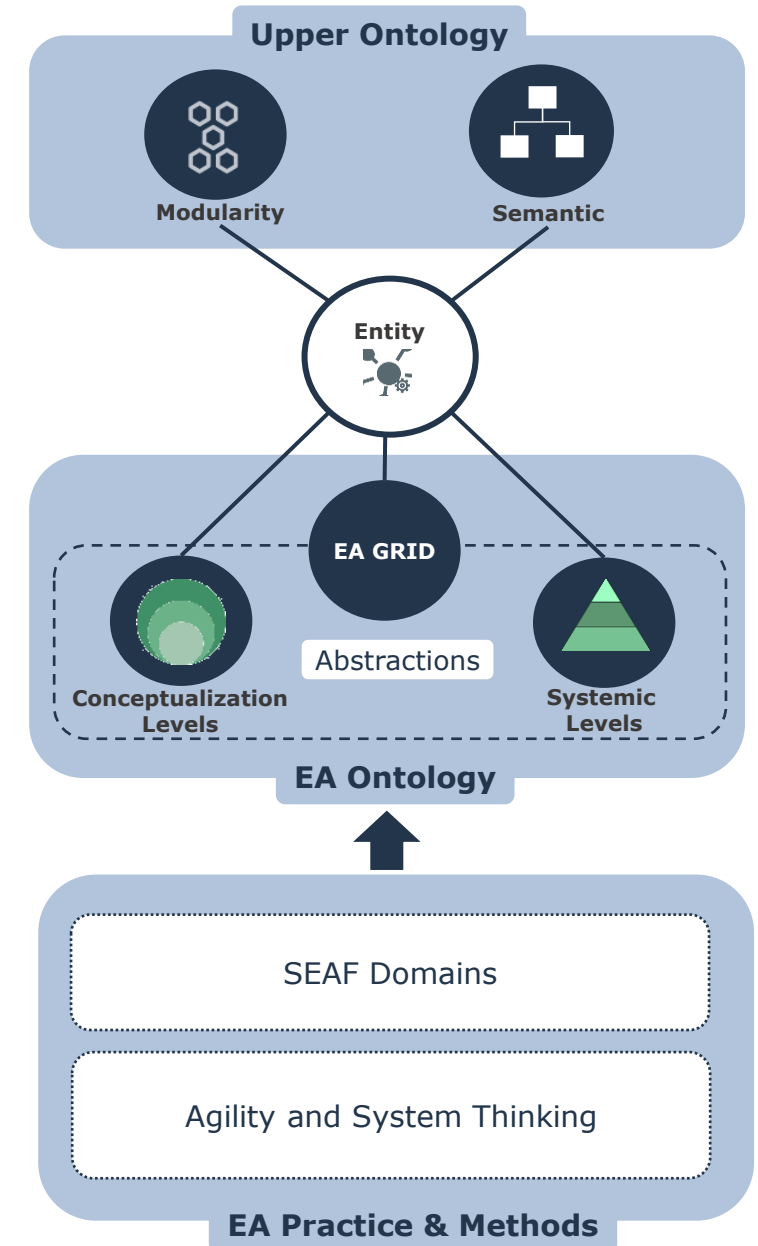 Upper Ontology
Modularity
Semantic
Entity
EA GRID
Abstractions
Conceptualization
Levels
Systemic
Levels
EA Ontology
SEAF Domains
Agility and System Thinking
EA Practice & Methods